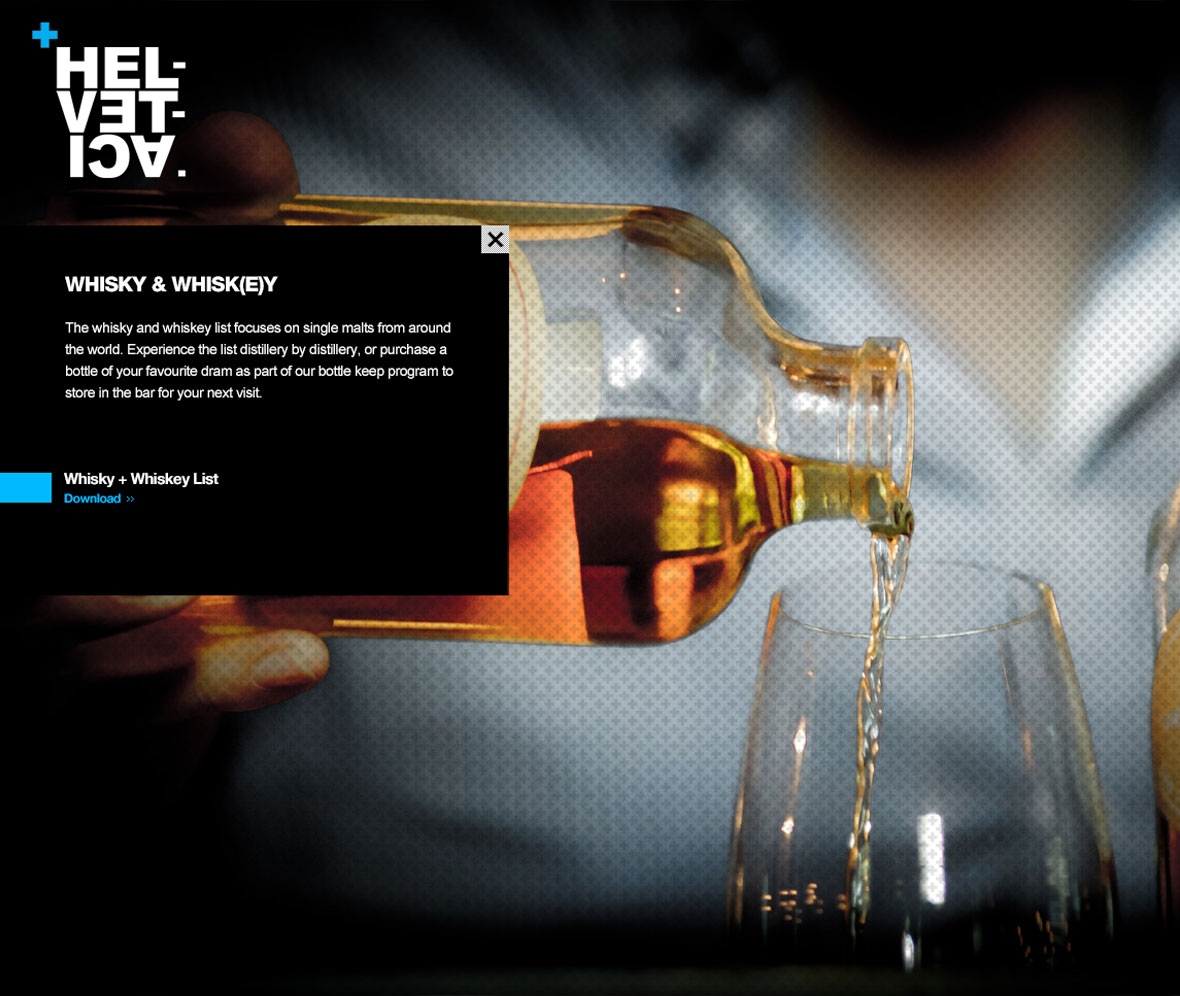 HEL-
VET-
ICA.
WHISKY & WHISK(E)Y
The whisky and whiskey list focuses on single malts from around
the world. Experience the list distillery by distillery, or purchase a
bottle of your favourite dram as part of our bottle keep program to
store in the bar for your next visit.
Whisky + Whiskey List
Download ››